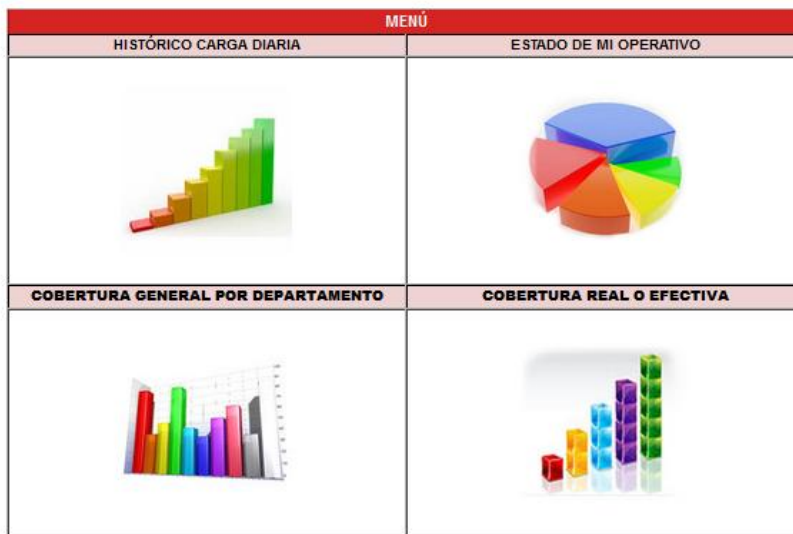 MENÚ
HISTÓRICO CARGA DIARIA
ESTADO DE MI OPERATIVO
COBERTURA GENERAL POR DEPARTAMENTO
COBERTURA REAL O EFECTIVA